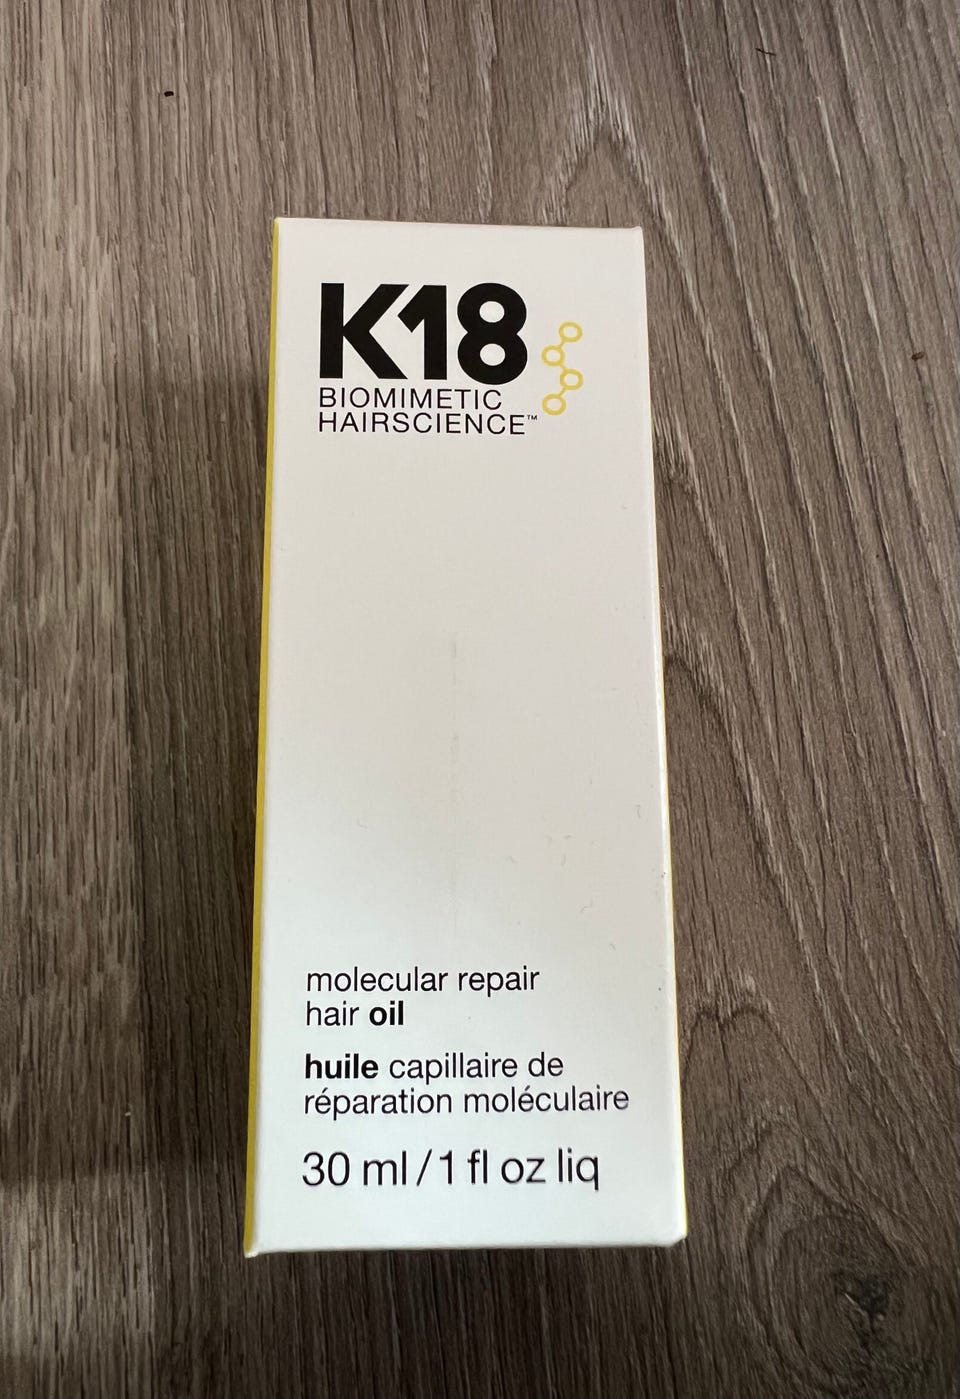 K18
BIOMIMETIC
HAIRSCIENCE™
molecular repair
hair oil
huile capillaire de
réparation moléculaire
30 ml / 1 fl oz liq